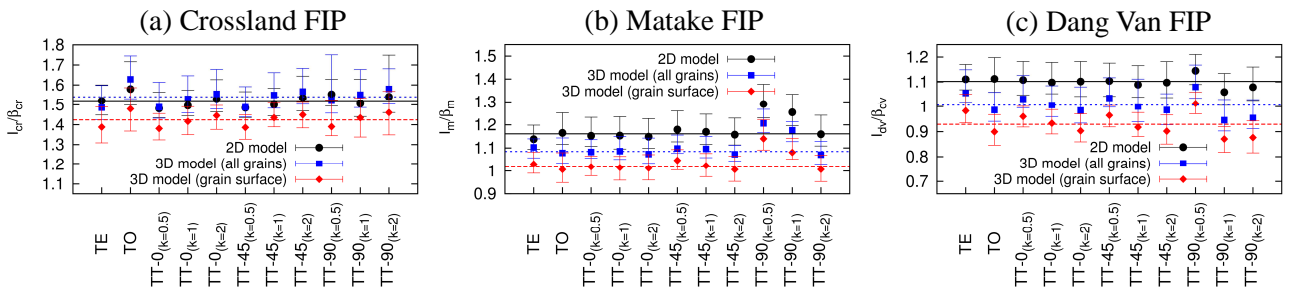 (a) Crossland FIP
I_cr/β_cr
1.8
1.7
1.6
1.5
1.4
1.3
1.2
1.1
2D model
3D model (all grains)
3D model (grain surface)
TE
TO
TT-0(k=0.5)
TT-0(k=1)
TT-0(k=2)
TT-45(k=0.5)
TT-45(k=1)
TT-45(k=2)
TT-90(k=0.5)
TT-90(k=1)
TT-90(k=2)
(b) Matake FIP
I_m/β_m
1.5
1.4
1.3
1.2
1.1
1
0.9
2D model
3D model (all grains)
3D model (grain surface)
TE
TO
TT-0(k=0.5)
TT-0(k=1)
TT-0(k=2)
TT-45(k=0.5)
TT-45(k=1)
TT-45(k=2)
TT-90(k=0.5)
TT-90(k=1)
TT-90(k=2)
(c) Dang Van FIP
I_dv/β_cv
1.2
1.1
1
0.9
0.8
0.7
2D model
3D model (all grains)
3D model (grain surface)
TE
TO
TT-0(k=0.5)
TT-0(k=1)
TT-0(k=2)
TT-45(k=0.5)
TT-45(k=1)
TT-45(k=2)
TT-90(k=0.5)
TT-90(k=1)
TT-90(k=2)